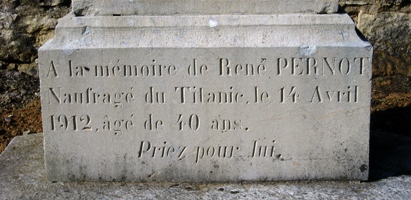 A la mémoire de René PERNOT
Naufragé du Titanic, le 14 Avril
1912, âgé de 40 ans.
Priez pour lui.